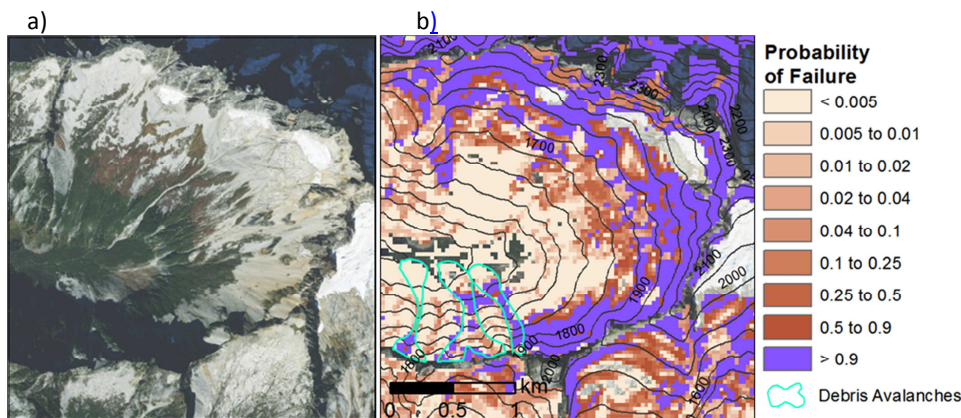 a)
b)
2100
2300
2300
2400
2200
2300
1700
2100
2000
1900
1800
1900
1800
2000
1600
km
0 0.5 1
Probability
of Failure
< 0.005
0.005 to 0.01
0.01 to 0.02
0.02 to 0.04
0.04 to 0.1
0.1 to 0.25
0.25 to 0.5
0.5 to 0.9
> 0.9
Debris Avalanches